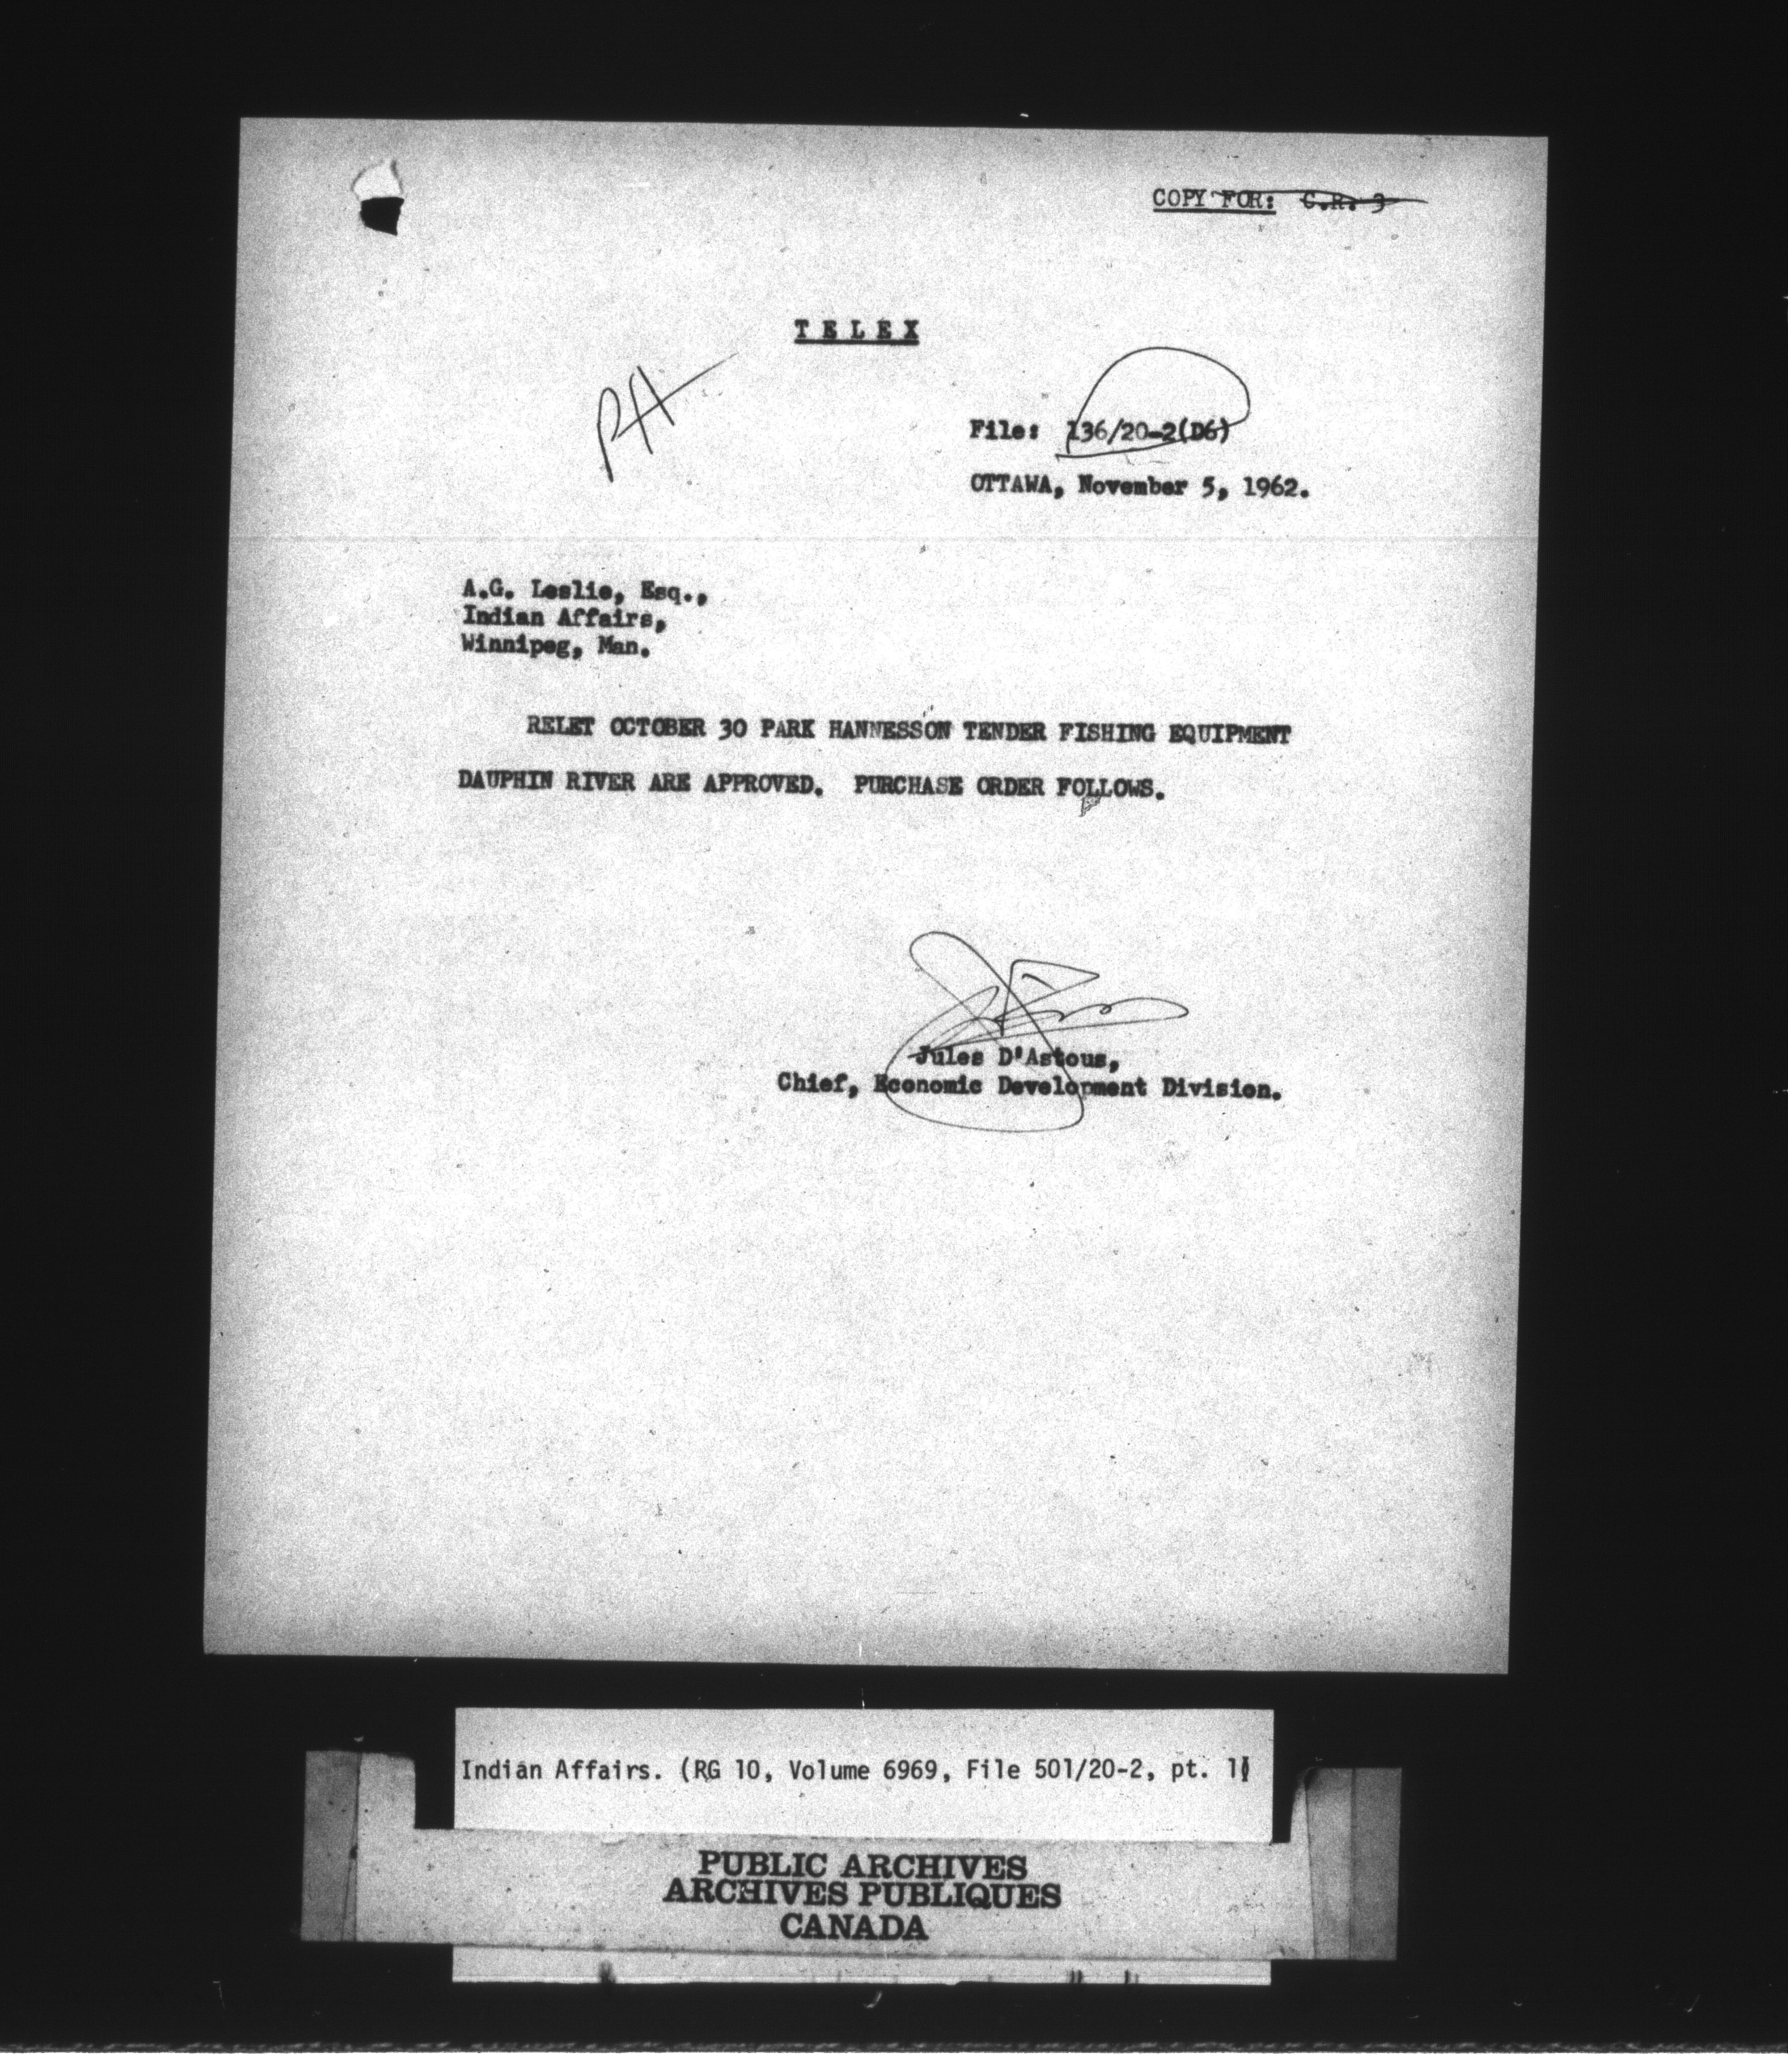 COPY FOR: C.R. 3
TELEX
PH
File: 136/20-2(D6)
OTTAWA, November 5, 1962.
A.G. Leslie, Esq.,
Indian Affairs,
Winnipeg, Man.
RELET OCTOBER 30 PARK HANNESSON TENDER FISHING EQUIPMENT
DAUPHIN RIVER ARE APPROVED. PURCHASE ORDER FOLLOWS.
Jules D'Astous,
Chief, Economic Development Division.
Indian Affairs. (RG 10, Volume 6969, File 501/20-2, pt. 1)
PUBLIC ARCHIVES
ARCHIVES PUBLIQUES
CANADA